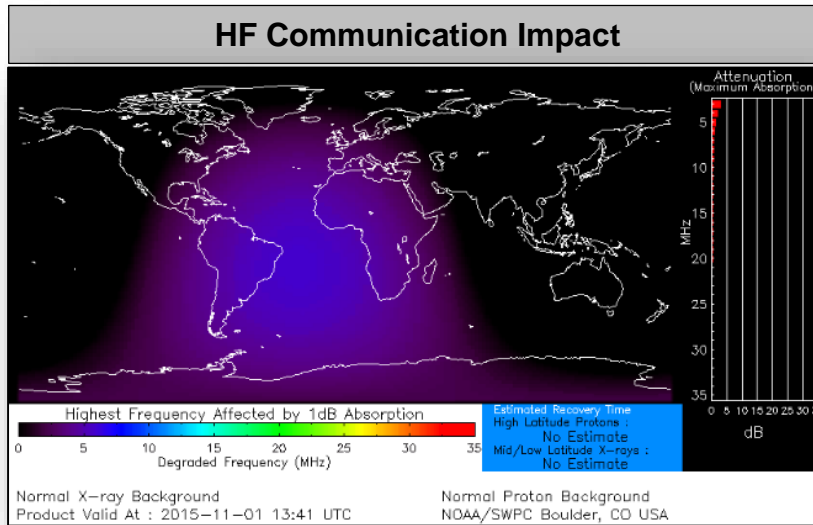 HF Communication Impact
Attenuation
(Maximum Absorption)
5
10
15
20
25
30
35
MHz
0 5 10 15 20 25 30 3
dB
Highest Frequency Affected by 1dB Absorption
0 5 10 15 20 25 30 35
Degraded Frequency (MHz)
Estimated Recovery Time
High Latitude Protons :
No Estimate
Mid/Low Latitude X-rays :
No Estimate
Normal X-ray Background
Product Valid At : 2015-11-01 13:41 UTC
Normal Proton Background
NOAA/SWPC Boulder, CO USA